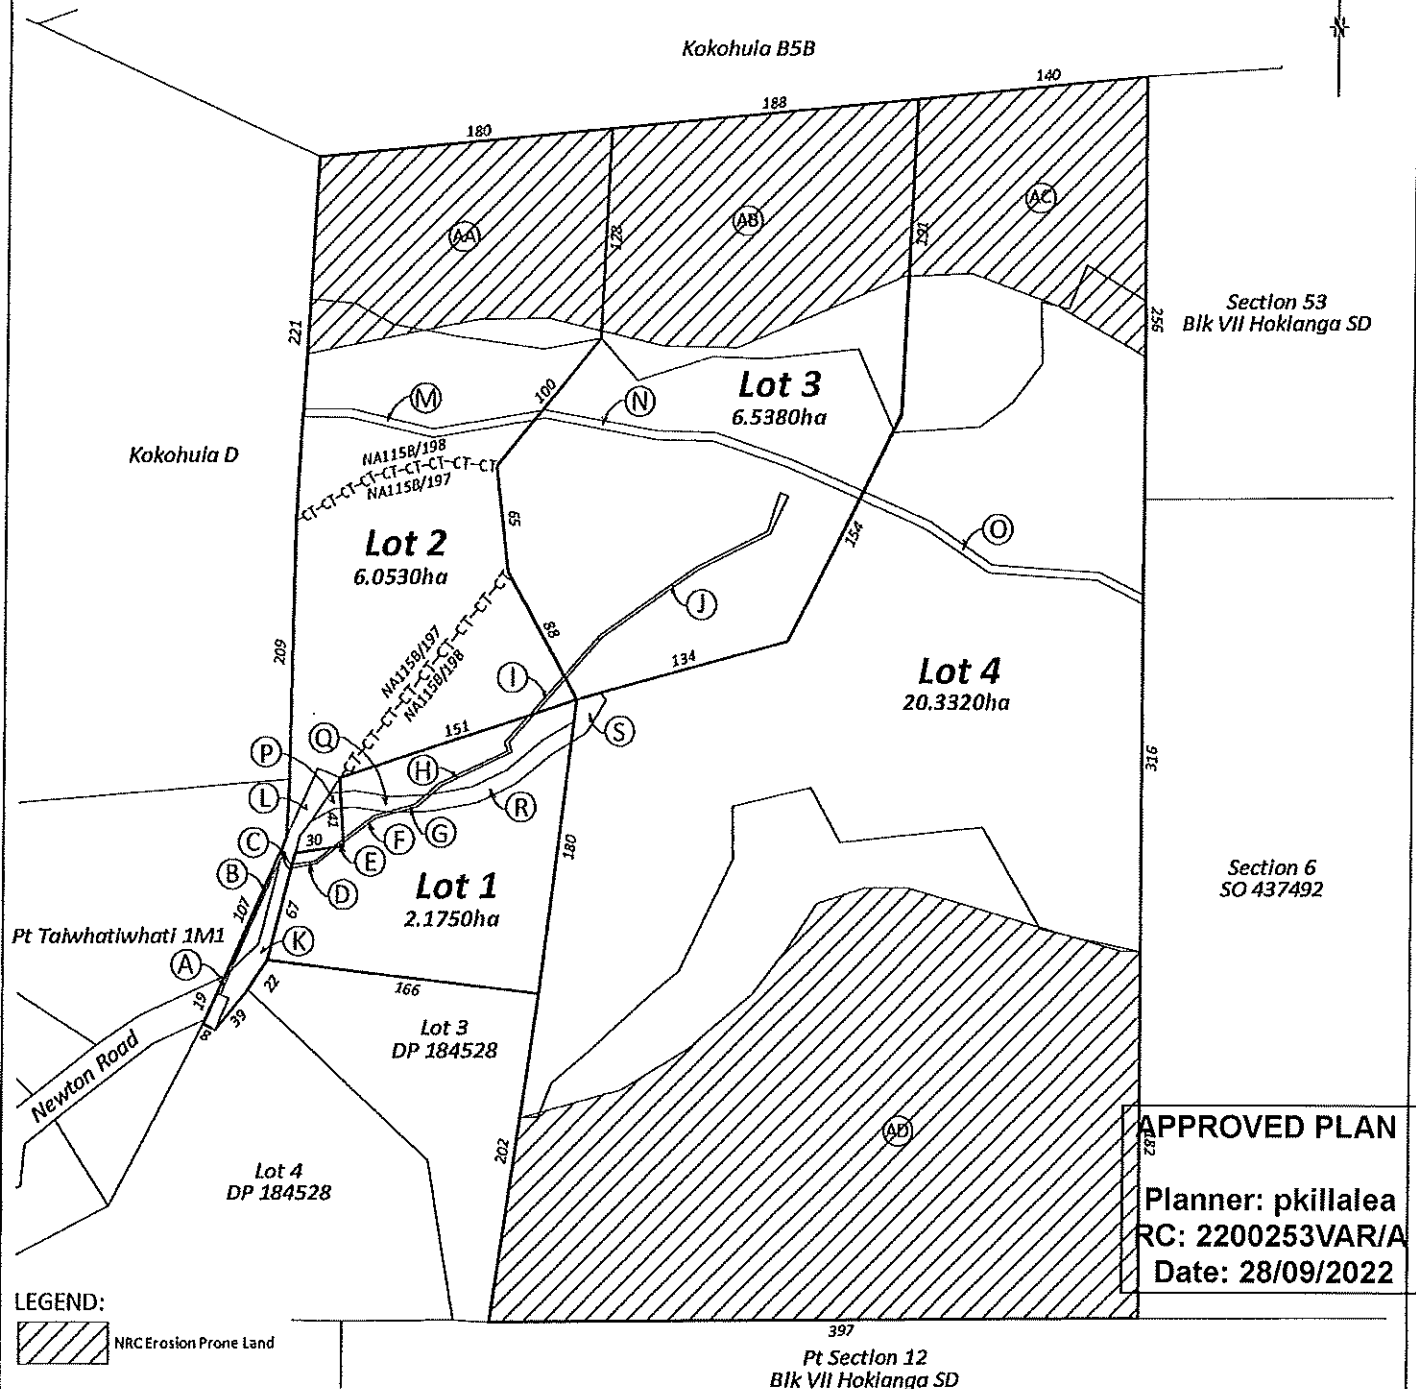 N
Kokohuia B5B
140
188
180
AC
AB
AA
128
191
221
256
Section 53
Blk VII Hokianga SD
Lot 3
6.5380ha
100
M
N
Kokohuia D
NA115B/198
CT-CT-CT-CT-CT-CT-CT-CT
NA115B/197
65
154
O
Lot 2
6.0530ha
J
NA115B/197
CT-CT-CT-CT-CT-CT-CT-CT
NA115B/198
88
209
134
Lot 4
20.3320ha
I
S
151
Q
P
316
H
L
R
41
G
F
30
C
E
180
B
D
Lot 1
2.1750ha
Section 6
SO 437492
107
67
Pt Taiwhatiwhati 1M1
K
A
22
166
19
39
8
Lot 3
DP 184528
Newton Road
AD
202
182
APPROVED PLAN
Planner: pkillalea
RC: 2200253VAR/A
Date: 28/09/2022
Lot 4
DP 184528
LEGEND:
NRC Erosion Prone Land
397
Pt Section 12
Blk VII Hokianga SD